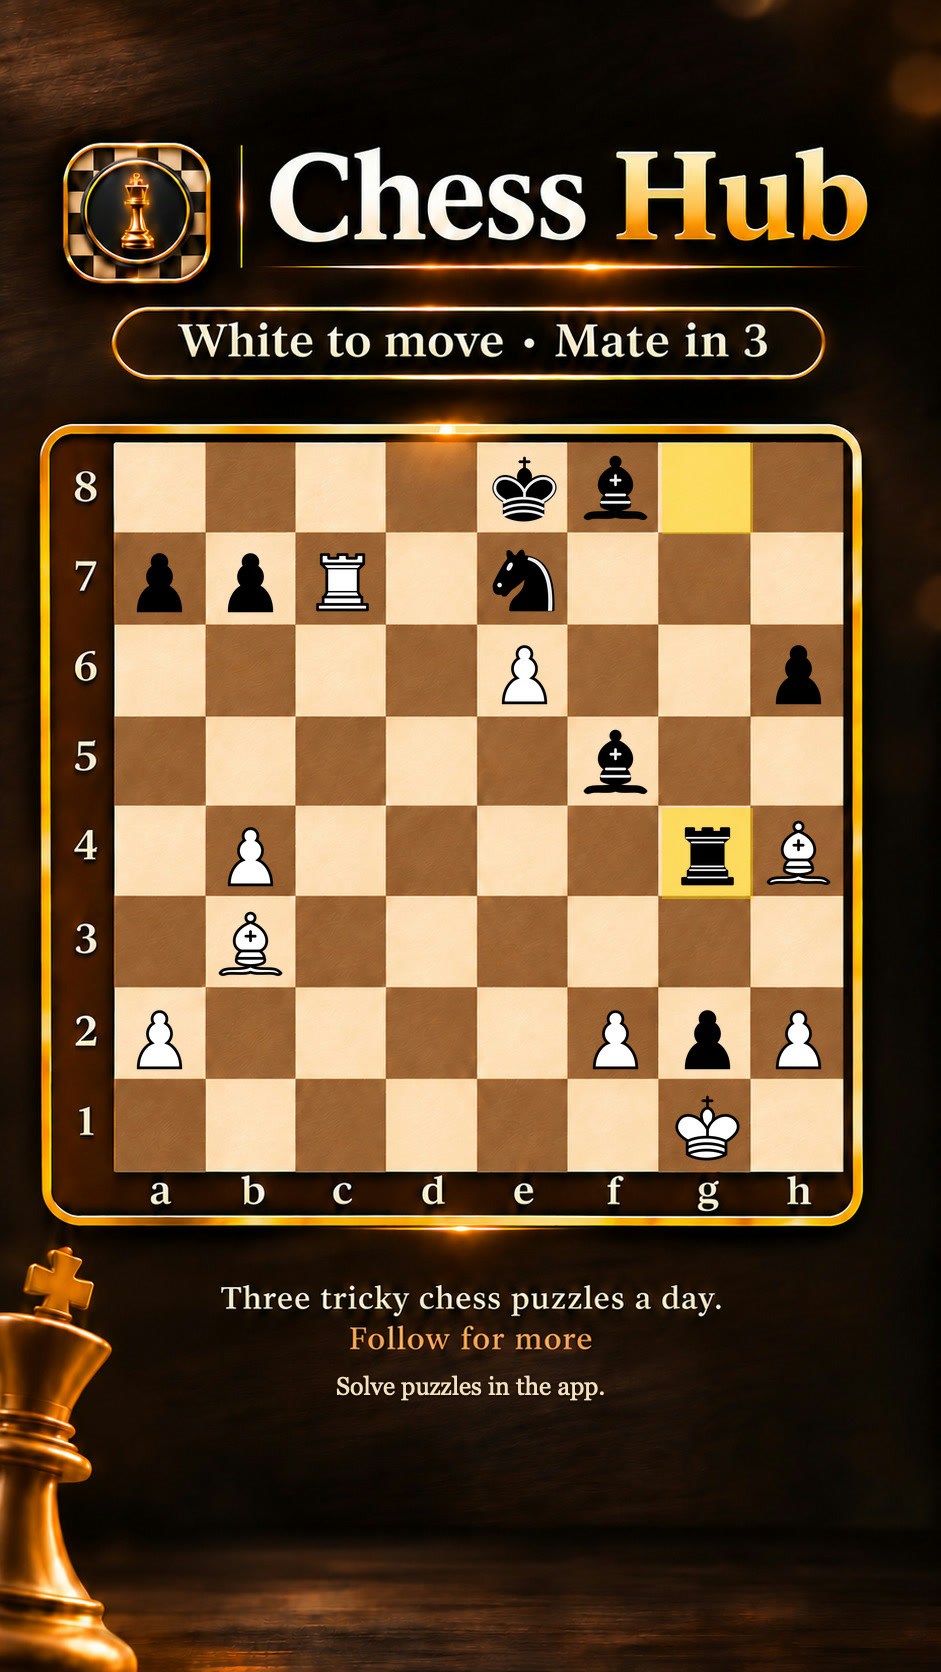 Chess Hub
White to move • Mate in 3
8
7
6
5
4
3
2
1
a b c d e f g h
Three tricky chess puzzles a day.
Follow for more
Solve puzzles in the app.